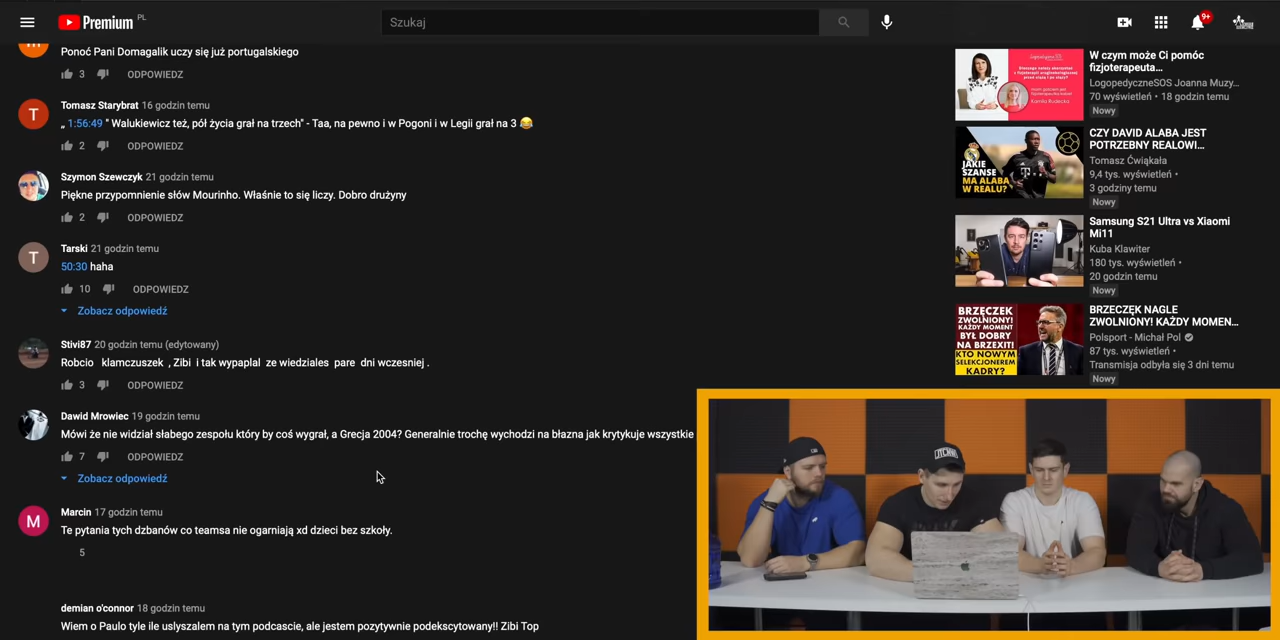 Premium PL
Szukaj
9+
Ponoć Pani Domagalik uczy się już portugalskiego
3 ODPOWIEDZ
T
Tomasz Starybrat 16 godzin temu
„ 1:56:49 " Walukiewicz też, pół życia grał na trzech" - Taa, na pewno i w Pogoni i w Legii grał na 3 😂
2 ODPOWIEDZ
Szymon Szewczyk 21 godzin temu
Piękne przypomnienie słów Mourinho. Właśnie to się liczy. Dobro drużyny
2 ODPOWIEDZ
T
Tarski 21 godzin temu
50:30 haha
10 ODPOWIEDZ
Zobacz odpowiedź
Stivi87 20 godzin temu (edytowany)
Robcio klamczuszek , Zibi i tak wypaplal ze wiedziales pare dni wczesniej .
3 ODPOWIEDZ
Dawid Mrowiec 19 godzin temu
Mówi że nie widział słabego zespołu który by coś wygrał, a Grecja 2004? Generalnie trochę wychodzi na błazna jak krytykuje wszystkie
7 ODPOWIEDZ
Zobacz odpowiedź
M
Marcin 17 godzin temu
Te pytania tych dzbanów co teamsa nie ogarniają xd dzieci bez szkoły.
5
demian o'connor 18 godzin temu
Wiem o Paulo tyle ile uslyszalem na tym podcascie, ale jestem pozytywnie podekscytowany!! Zibi Top
W czym może Ci pomóc
fizjoterapeuta...
LogopedyczneSOS Joanna Muzy...
70 wyświetleń • 18 godzin temu
Nowy
JAKIE
SZANSE
MA ALABA
W REALU?
CZY DAVID ALABA JEST
POTRZEBNY REALOWI...
Tomasz Ćwiąkała
9,4 tys. wyświetleń •
3 godziny temu
Nowy
Samsung S21 Ultra vs Xiaomi
Mi11
Kuba Klawiter
180 tys. wyświetleń •
20 godzin temu
Nowy
BRZĘCZEK
ZWOLNIONY!
KAŻDY MOMENT
BYŁ DOBRY
NA BRZEXIT!
KTO NOWYM
SELEKCJONEREM
KADRY?
BRZĘCZEK NAGLE
ZWOLNIONY! KAŻDY MOMEN...
Polsport - Michał Pol
87 tys. wyświetleń •
Transmisja odbyła się 3 dni temu
Nowy